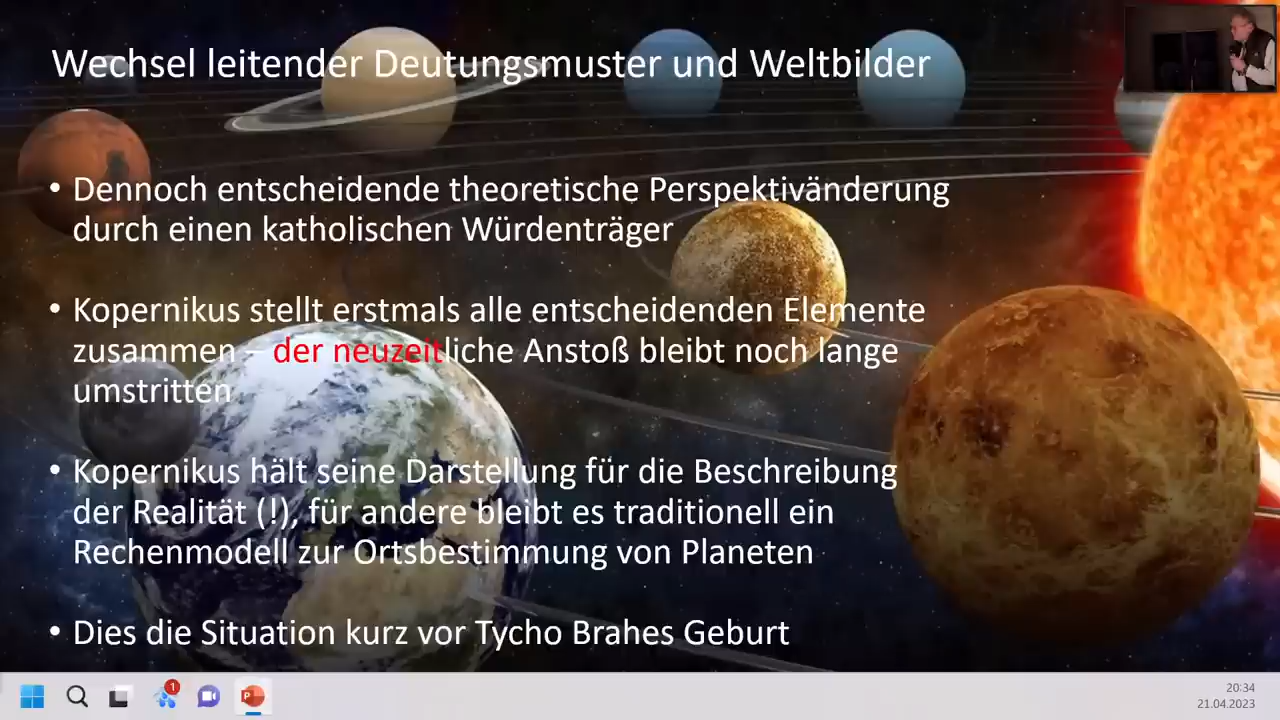 Wechsel leitender Deutungsmuster und Weltbilder
• Dennoch entscheidende theoretische Perspektivänderung
durch einen katholischen Würdenträger
• Kopernikus stellt erstmals alle entscheidenden Elemente
zusammen – der neuzeitliche Anstoß bleibt noch lange
umstritten
• Kopernikus hält seine Darstellung für die Beschreibung
der Realität (!), für andere bleibt es traditionell ein
Rechenmodell zur Ortsbestimmung von Planeten
• Dies die Situation kurz vor Tycho Brahes Geburt
1
P
20:34
21.04.2023